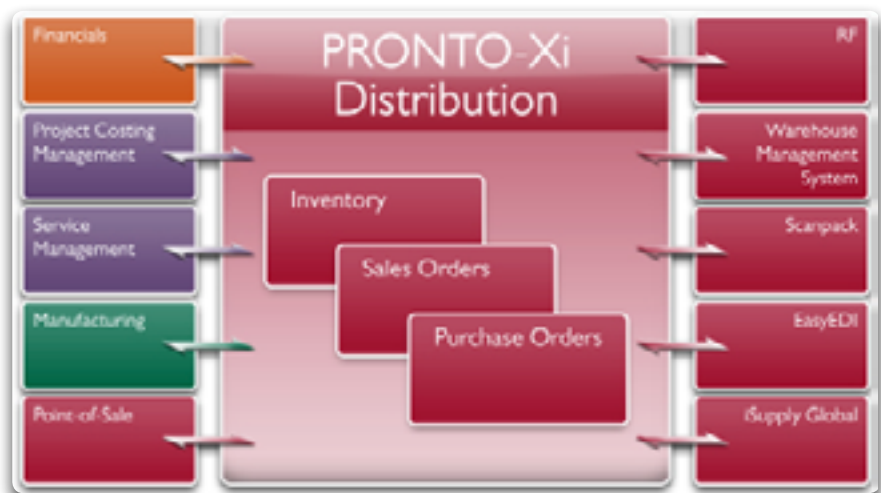 Financials
Project Costing
Management
Service
Management
Manufacturing
Point-of-Sale
PRONTO-Xi
Distribution
Inventory
Sales Orders
Purchase Orders
RF
Warehouse
Management
System
Scanpack
EasyEDI
iSupply Global